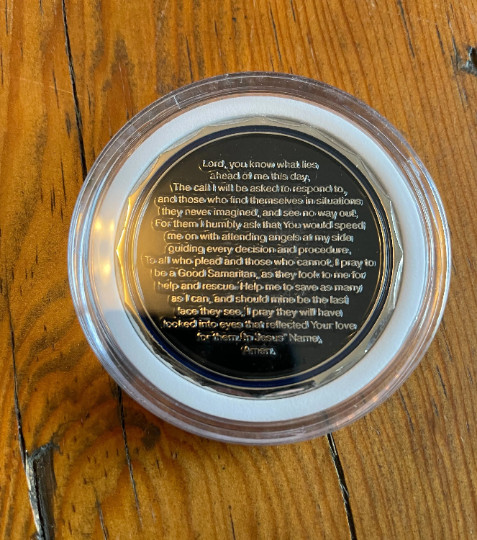 Lord, you know what lies
ahead of me this day,
The call I will be asked to respond to,
and those who find themselves in situations
they never imagined, and see no way out,
For them I humbly ask that You would speed
me on with attending angels at my side
guiding every decision and procedure.
To all who plead and those who cannot, I pray to
be a Good Samaritan, as they look to me for
help and rescue. Help me to save as many
as I can, and should mine be the last
face they see, I pray they will have
looked into eyes that reflected Your love
for them. In Jesus' Name,
Amen.